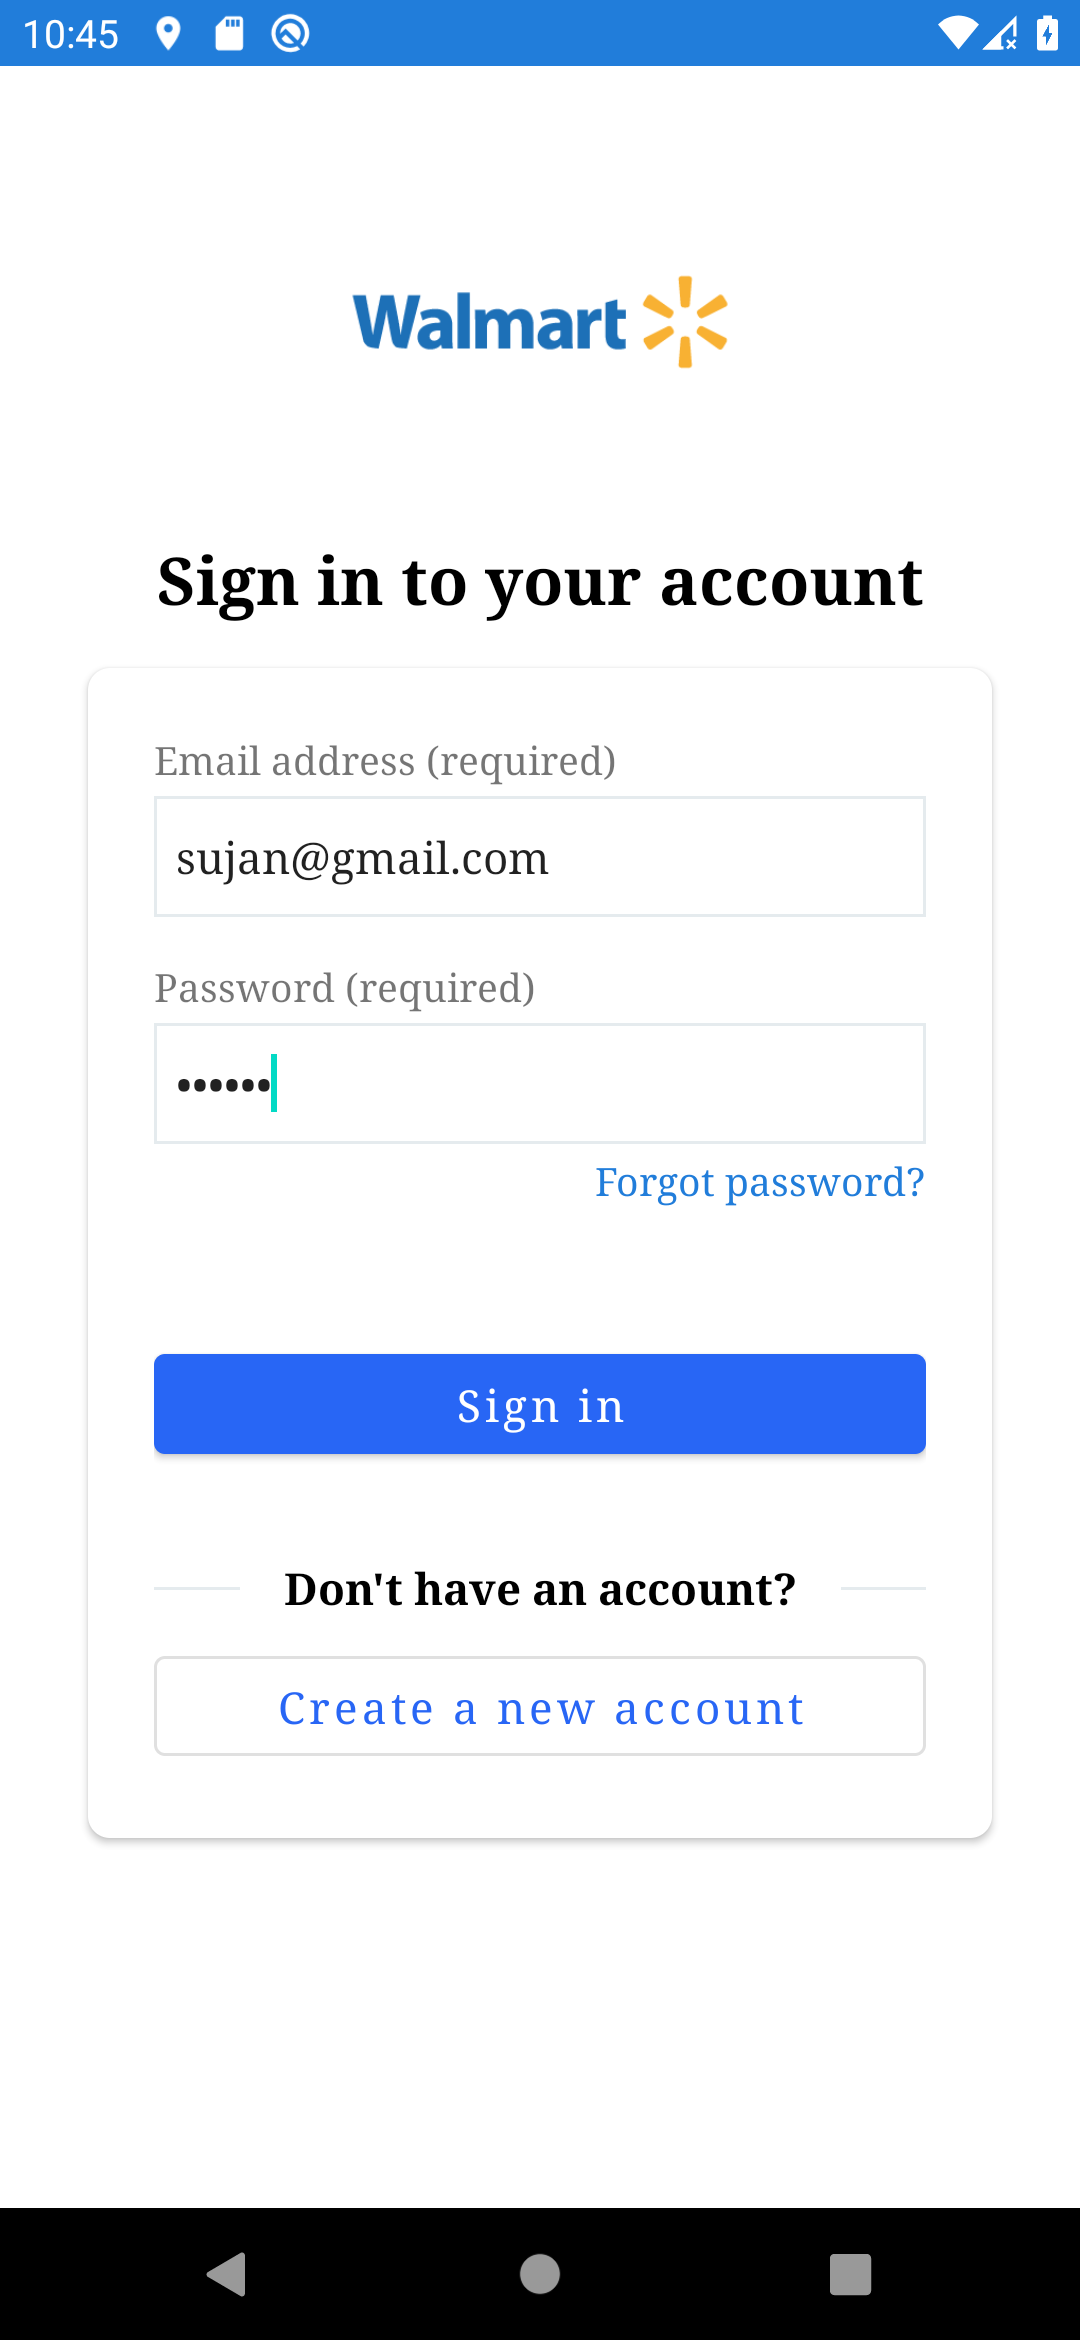 10:45
Walmart
Sign in to your account
Email address (required)
sujan@gmail.com
Password (required)
••••••
Forgot password?
Sign in
Don't have an account?
Create a new account